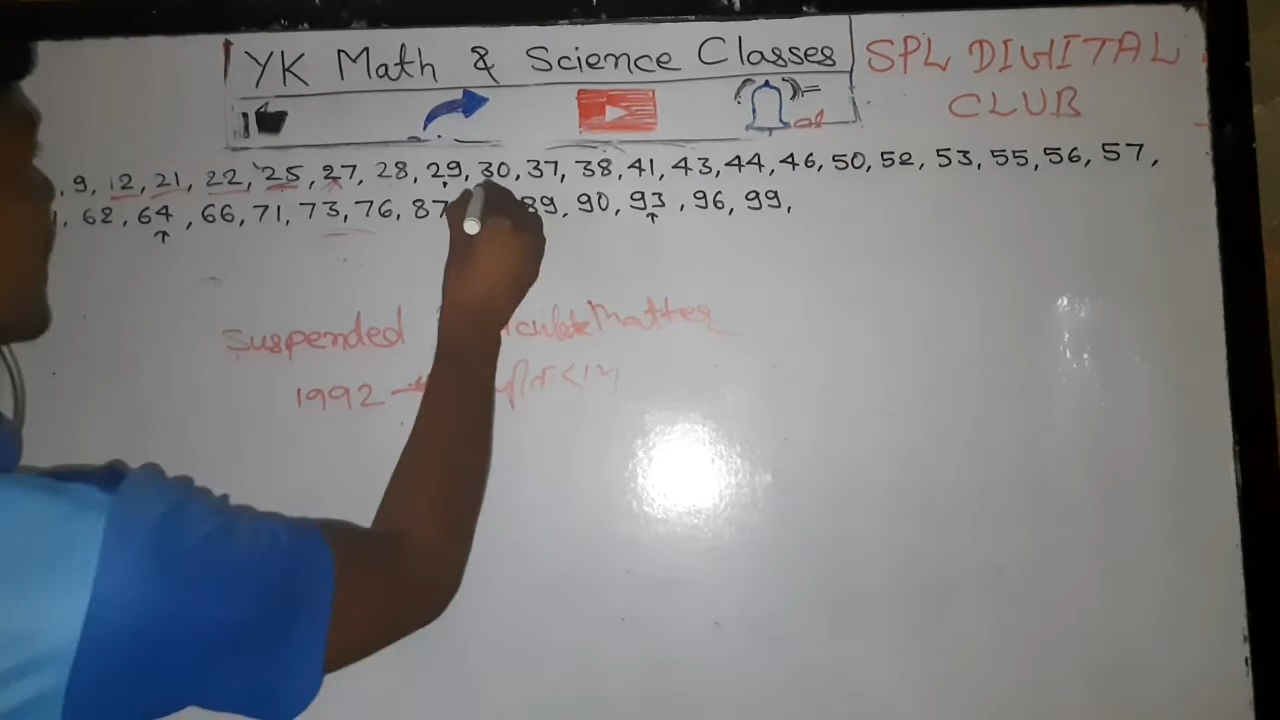 YK Math & Science Classes
SPL DIGITAL
CLUB
, 9, 12, 21, 22, 25, 27, 28, 29, 30, 37, 38, 41, 43, 44, 46, 50, 52, 53, 55, 56, 57,
, 62, 64, 66, 71, 73, 76, 87 89, 90, 93, 96, 99,
Suspended Matter
1992